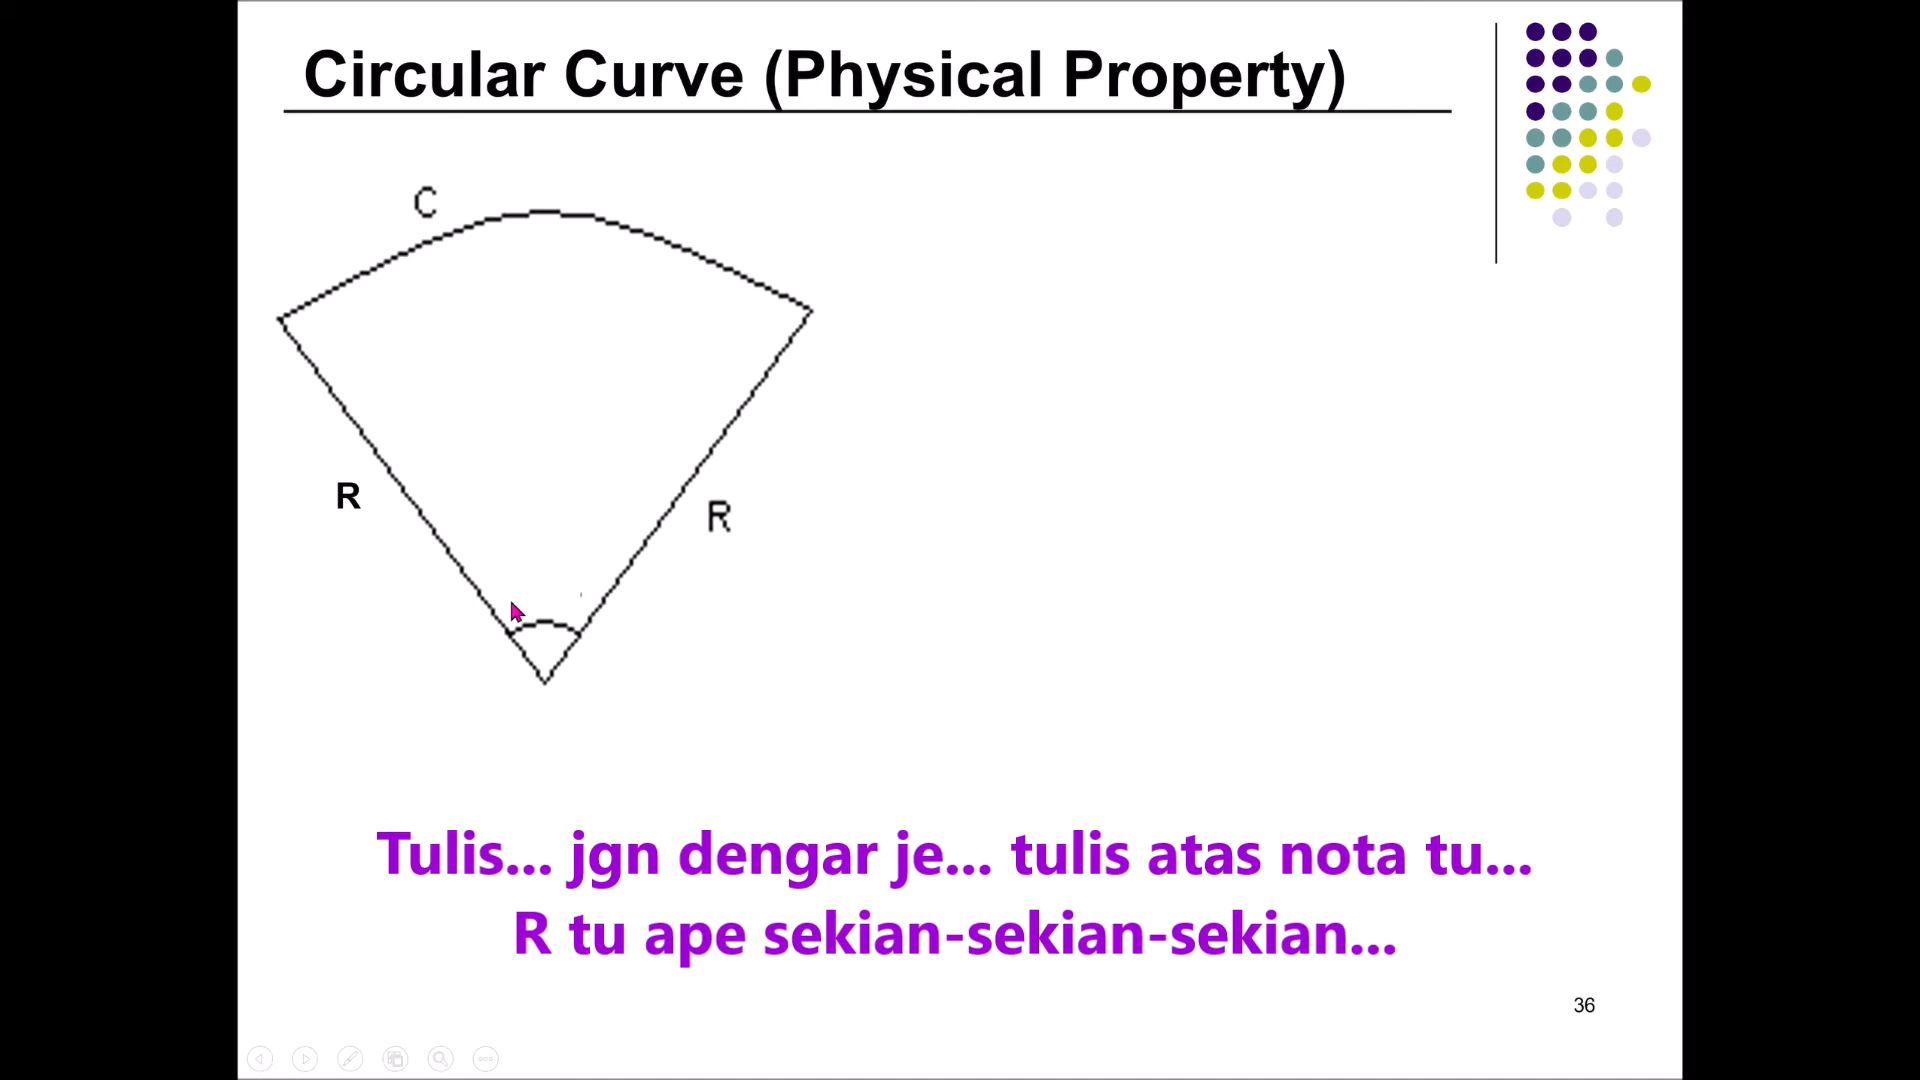 Circular Curve (Physical Property)
C
R
R
Tulis... jgn dengar je... tulis atas nota tu...
R tu ape sekian-sekian-sekian...
36